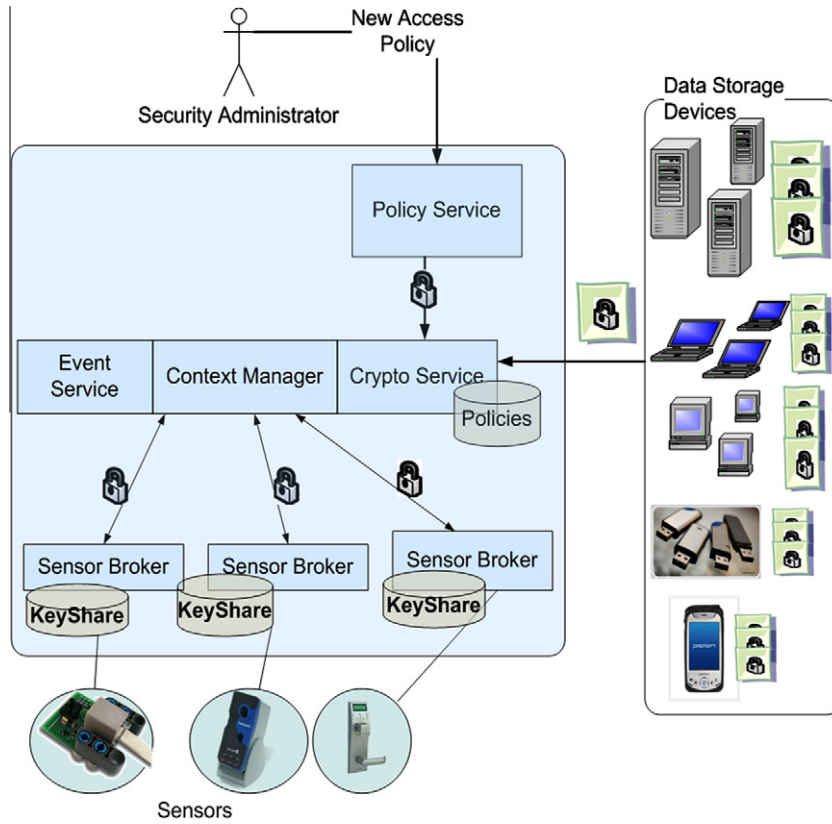 New Access
Policy
Security Administrator
Data Storage
Devices
Policy Service
Event
Service
Context Manager
Crypto Service
Policies
Sensor Broker
Sensor Broker
Sensor Broker
KeyShare
KeyShare
KeyShare
Sensors